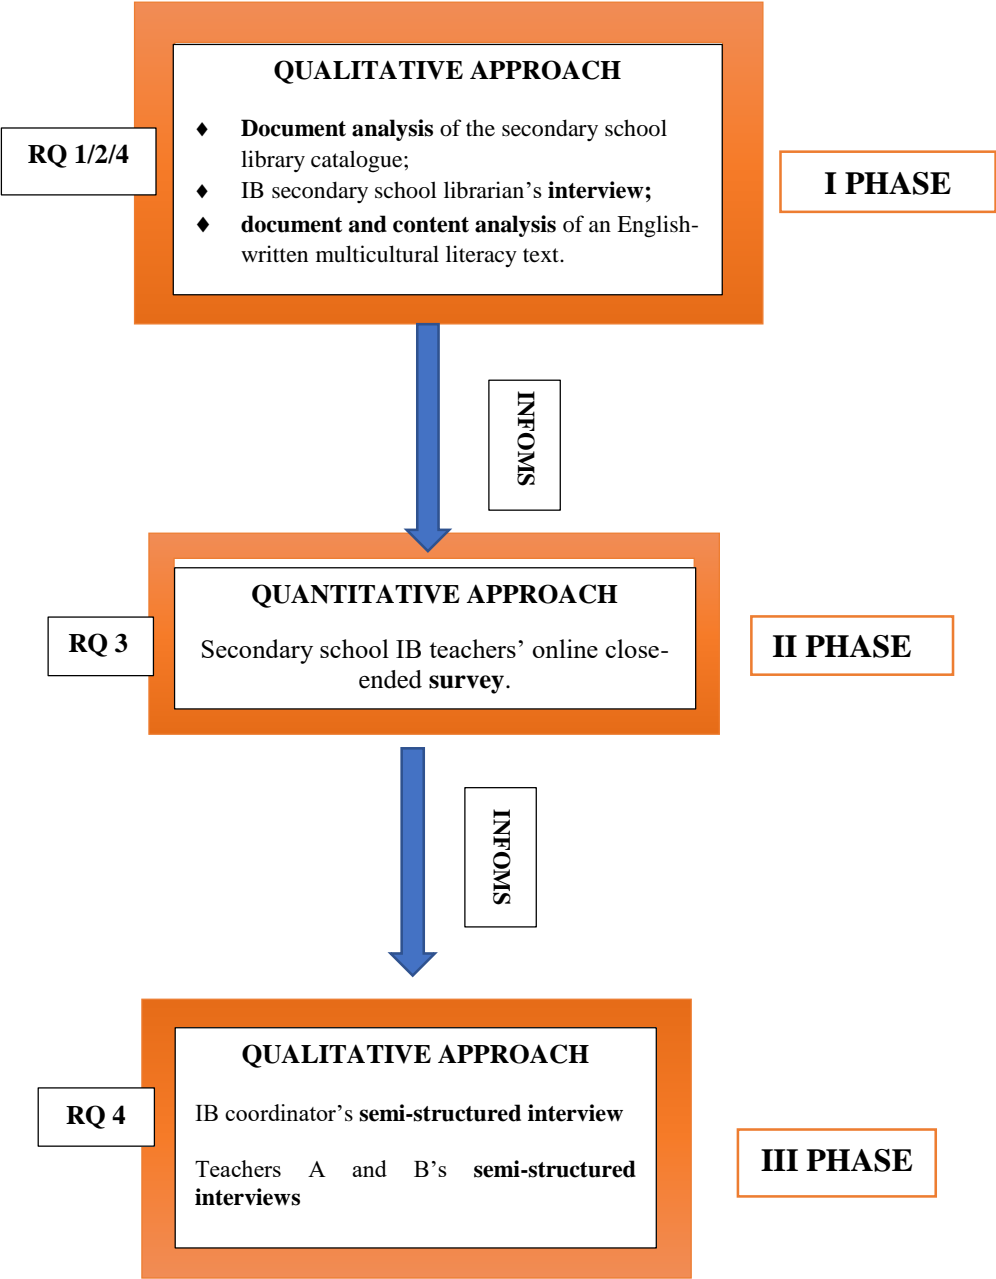 QUALITATIVE APPROACH
RQ 1/2/4
♦ Document analysis of the secondary school
library catalogue;
♦ IB secondary school librarian’s interview;
♦ document and content analysis of an English-
written multicultural literacy text.
I PHASE
INFOMS
QUANTITATIVE APPROACH
RQ 3
Secondary school IB teachers’ online close-
ended survey.
II PHASE
INFOMS
QUALITATIVE APPROACH
RQ 4
IB coordinator’s semi-structured interview
Teachers A and B’s semi-structured
interviews
III PHASE